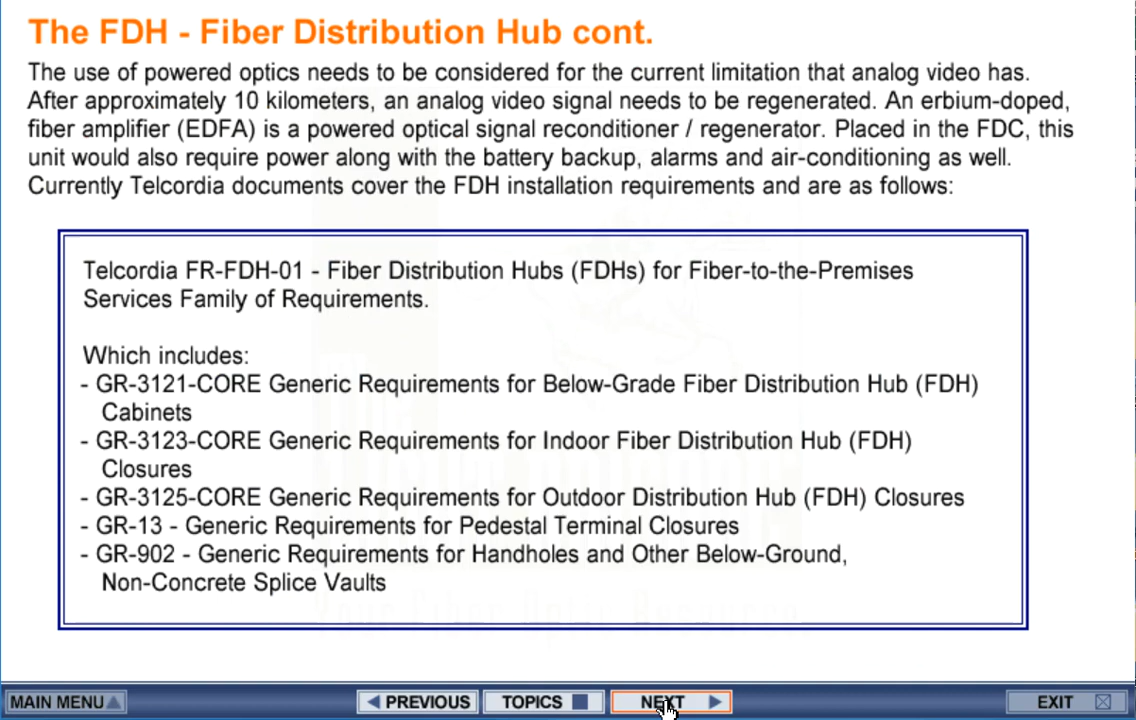 The FDH - Fiber Distribution Hub cont.
The use of powered optics needs to be considered for the current limitation that analog video has.
After approximately 10 kilometers, an analog video signal needs to be regenerated. An erbium-doped,
fiber amplifier (EDFA) is a powered optical signal reconditioner / regenerator. Placed in the FDC, this
unit would also require power along with the battery backup, alarms and air-conditioning as well.
Currently Telcordia documents cover the FDH installation requirements and are as follows:
Telcordia FR-FDH-01 - Fiber Distribution Hubs (FDHs) for Fiber-to-the-Premises
Services Family of Requirements.
Which includes:
- GR-3121-CORE Generic Requirements for Below-Grade Fiber Distribution Hub (FDH)
Cabinets
- GR-3123-CORE Generic Requirements for Indoor Fiber Distribution Hub (FDH)
Closures
- GR-3125-CORE Generic Requirements for Outdoor Distribution Hub (FDH) Closures
- GR-13 - Generic Requirements for Pedestal Terminal Closures
- GR-902 - Generic Requirements for Handholes and Other Below-Ground,
Non-Concrete Splice Vaults
MAIN MENU PREVIOUS TOPICS NEXT EXIT